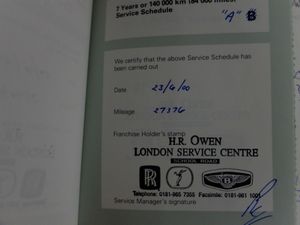 7 Years or 140 000 km (84 000 miles)
Service Schedule "A" B
We certify that the above Service Schedule has
been carried out
Date 23/6/00
Mileage 27376
Franchise Holder's stamp
H.R. OWEN
LONDON SERVICE CENTRE
SCHOOL ROAD
RR B
Telephone: 0181-965 7355 Facsimile: 0181-961 1001
Service Manager's signature